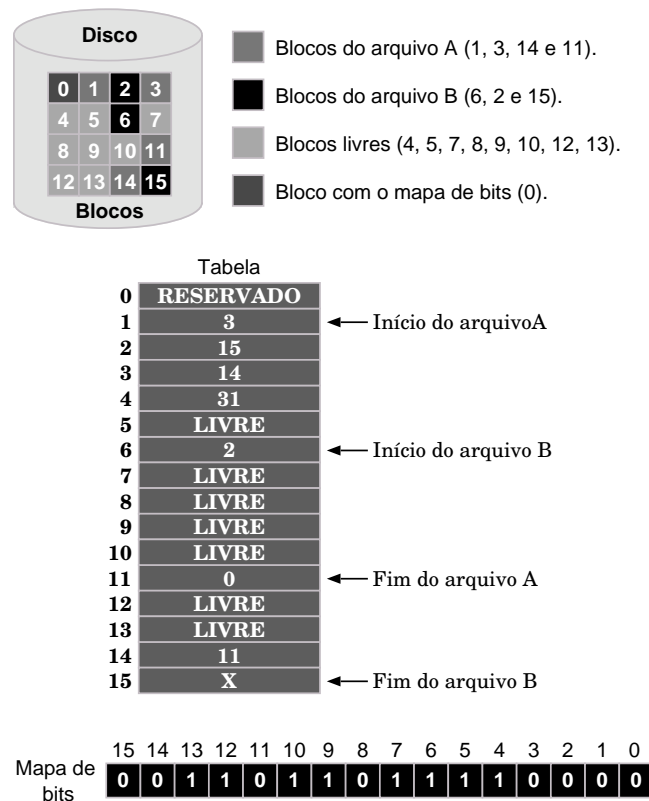 Disco
0 1 2 3
4 5 6 7
8 9 10 11
12 13 14 15
Blocos
Blocos do arquivo A (1, 3, 14 e 11).
Blocos do arquivo B (6, 2 e 15).
Blocos livres (4, 5, 7, 8, 9, 10, 12, 13).
Bloco com o mapa de bits (0).
Tabela
0 RESERVADO
1 3 Início do arquivoA
2 15
3 14
4 31
5 LIVRE
6 2 Início do arquivo B
7 LIVRE
8 LIVRE
9 LIVRE
10 LIVRE
11 0 Fim do arquivo A
12 LIVRE
13 LIVRE
14 11
15 X Fim do arquivo B
15 14 13 12 11 10 9 8 7 6 5 4 3 2 1 0
Mapa de bits
0 0 1 1 0 1 1 0 1 1 1 1 0 0 0 0